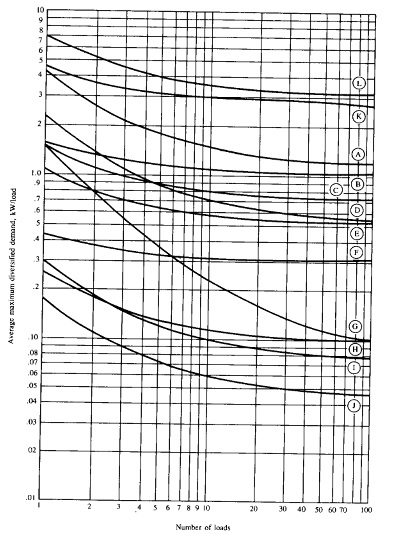 10
9
8
7
6
5
4
3
2
1.0
.9
.8
.7
.6
.5
.4
.3
.2
.10
.09
.08
.07
.06
.05
.04
.03
02
.01
Average maximum diversified demand, kW/load
L
K
A
B
C
D
E
F
G
H
I
J
1 2 3 4 5 6 7 8 9 10 20 30 40 50 60 70 100
Number of loads